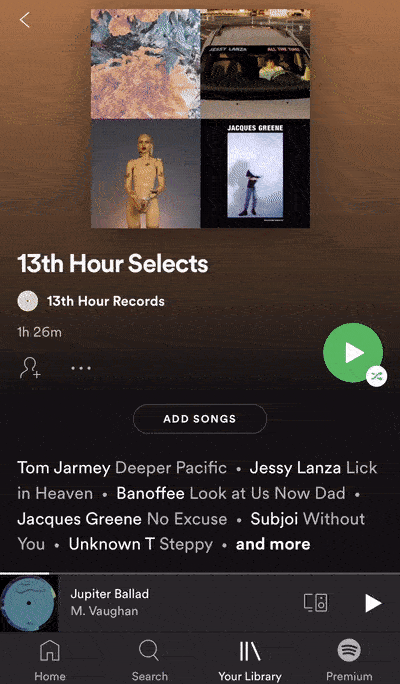 JESSY LANZA
ALL THE TIME
JACQUES GREENE
13th Hour Selects
13th Hour Records
1h 26m
ADD SONGS
Tom Jarmey Deeper Pacific • Jessy Lanza Lick
in Heaven • Banoffee Look at Us Now Dad •
Jacques Greene No Excuse • Subjoi Without
You • Unknown T Steppy • and more
Jupiter Ballad
M. Vaughan
Home
Search
Your Library
Premium